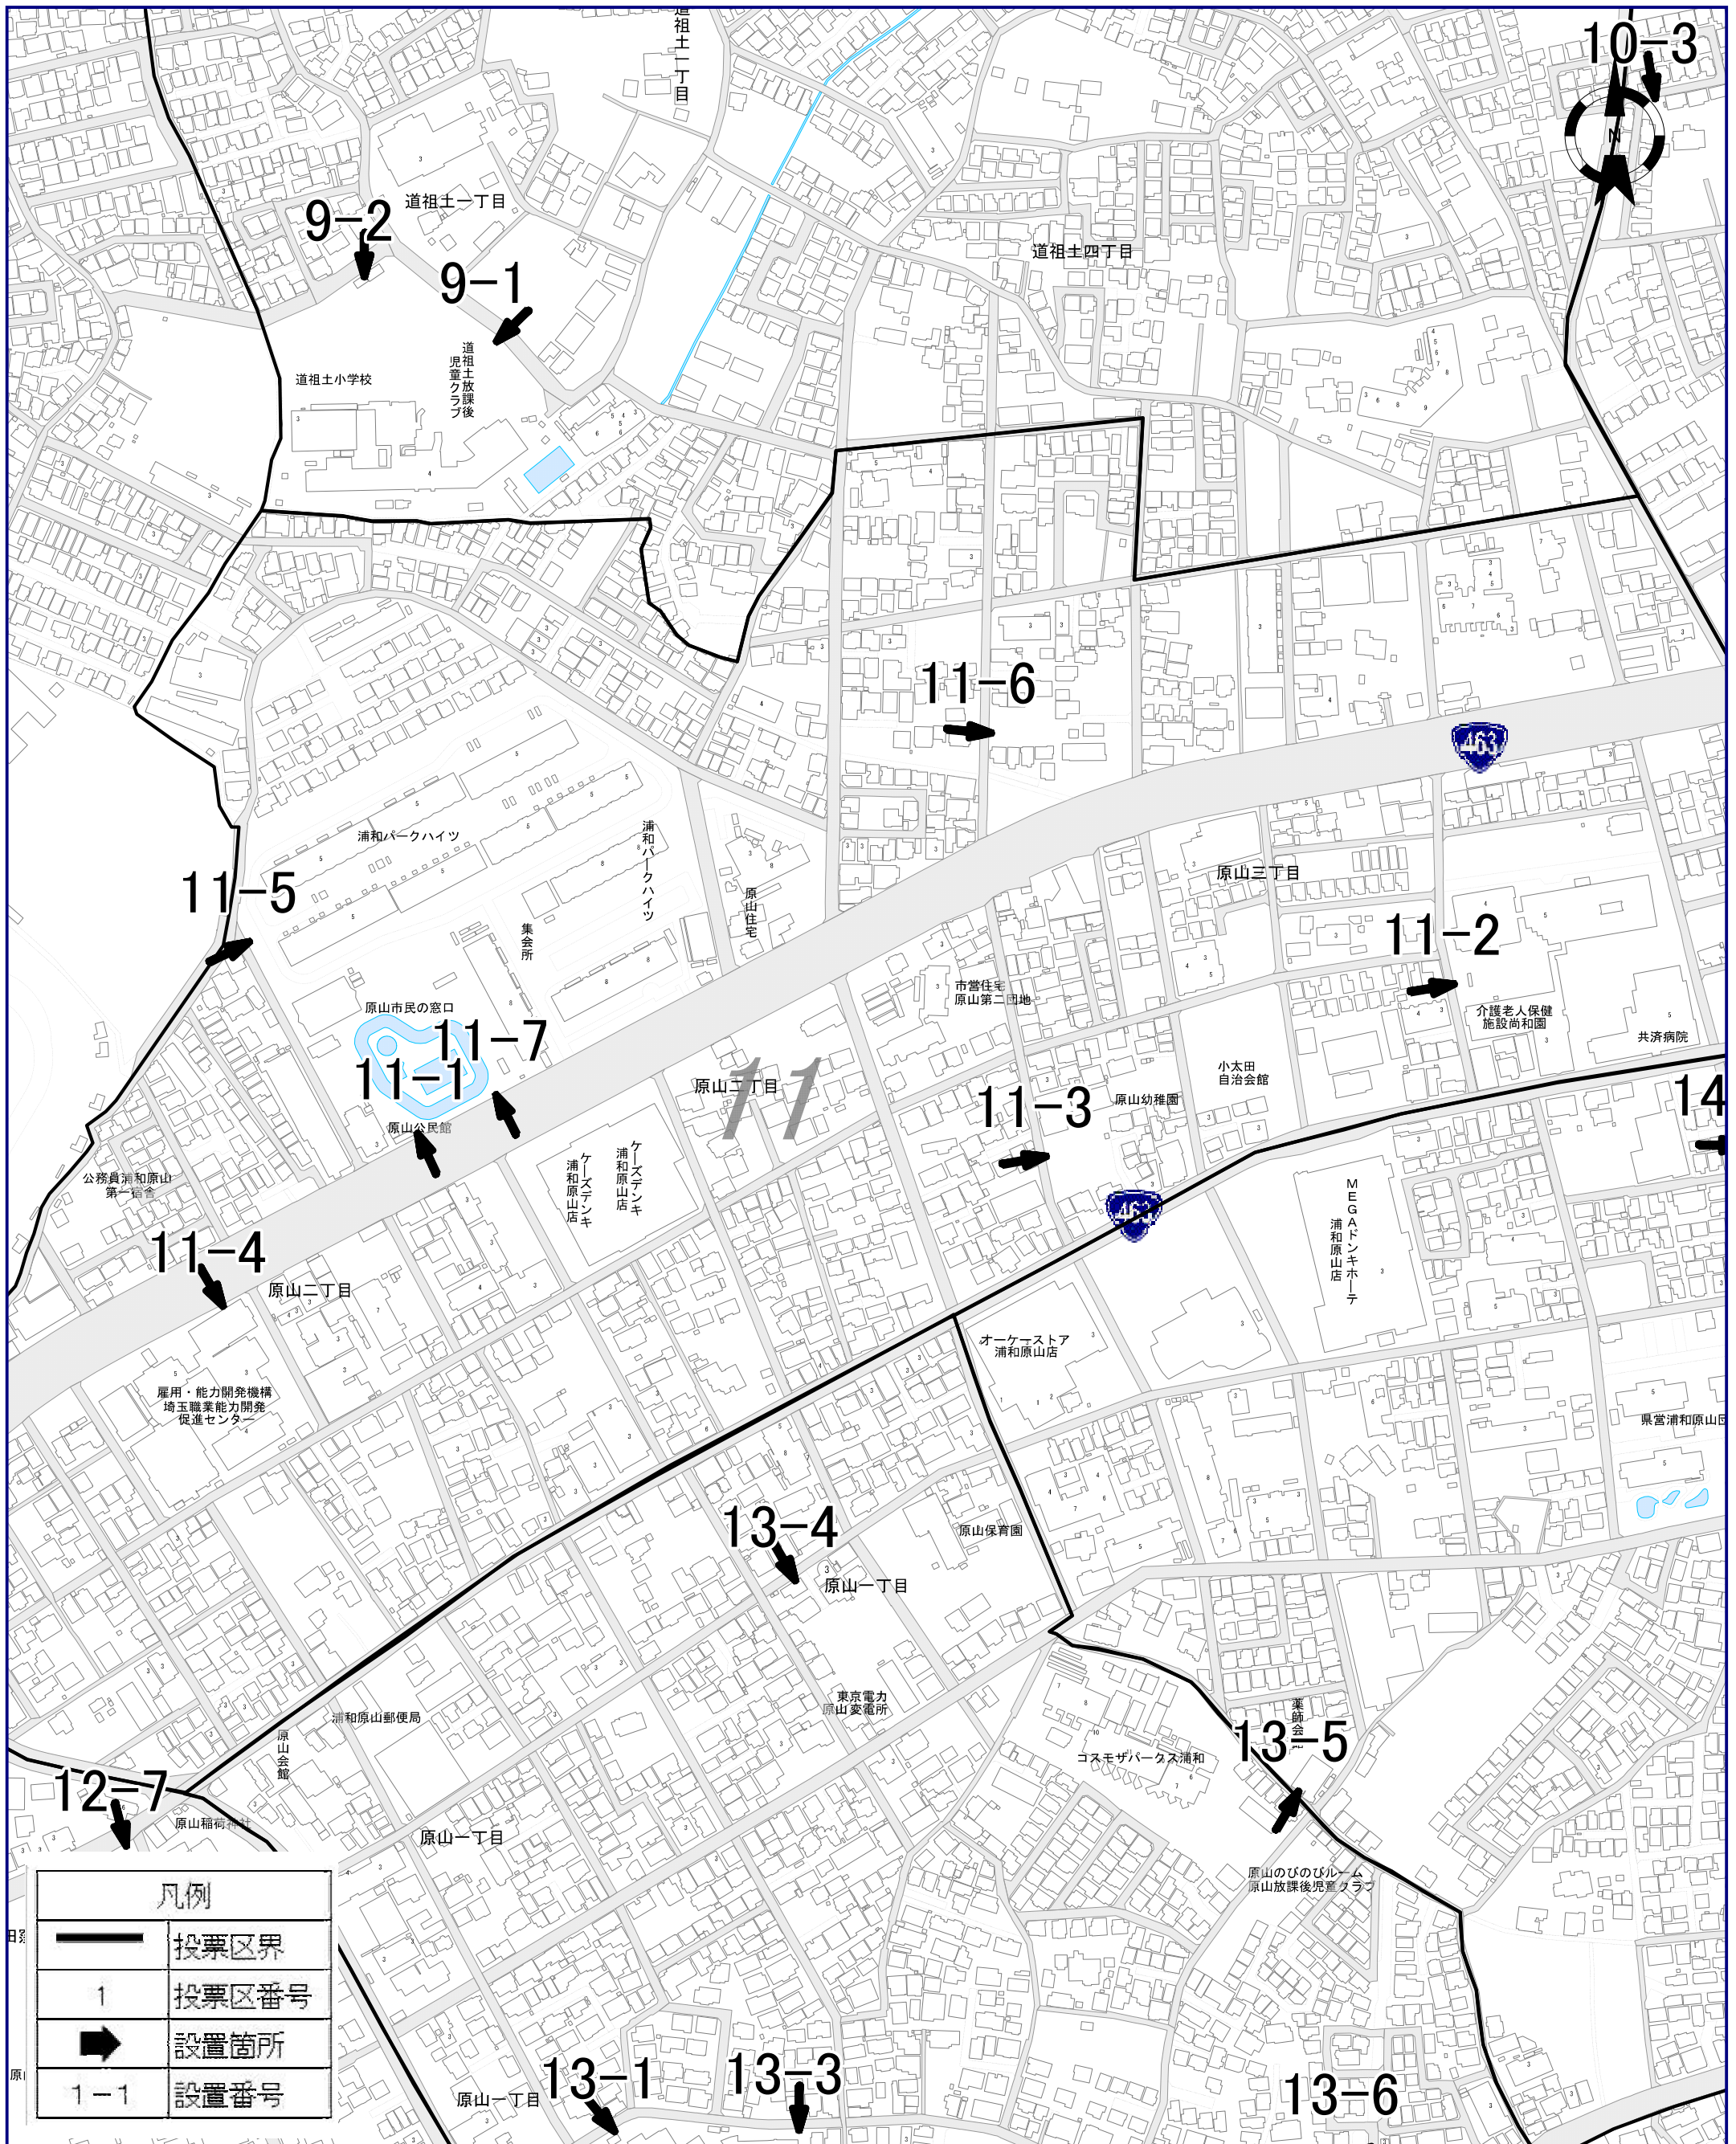 道祖土一丁目
10-3
N
9-2
道祖土一丁目
9-1
道祖土四丁目
道祖土放課後
児童クラブ
道祖土小学校
11-6
463
浦和パークハイツ
浦和パークハイツ
原山住宅
集会所
原山三丁目
11-5
11-2
市営住宅
原山第二団地
介護老人保健
施設尚和園
共済病院
原山市民の窓口
11-7
11-1
原山公民館
原山二丁目
11
小太田
自治会館
11-3
原山幼稚園
14
公務員浦和原山
第一宿舎
ケーズデンキ
浦和原山店
ケーズデンキ
浦和原山店
MEGAドンキホーテ
浦和原山店
11-4
原山二丁目
オーケーストア
浦和原山店
雇用・能力開発機構
埼玉職業能力開発
促進センター
県営浦和原山団
13-4
原山保育園
原山一丁目
東京電力
原山変電所
浦和原山郵便局
原山会館
薬師会館
13-5
コスモザパークス浦和
12-7
原山稲荷神社
原山一丁目
原山のびのびルーム
原山放課後児童クラブ
凡例
投票区界
1 投票区番号
設置箇所
1-1 設置番号
原山一丁目
13-1
13-3
13-6